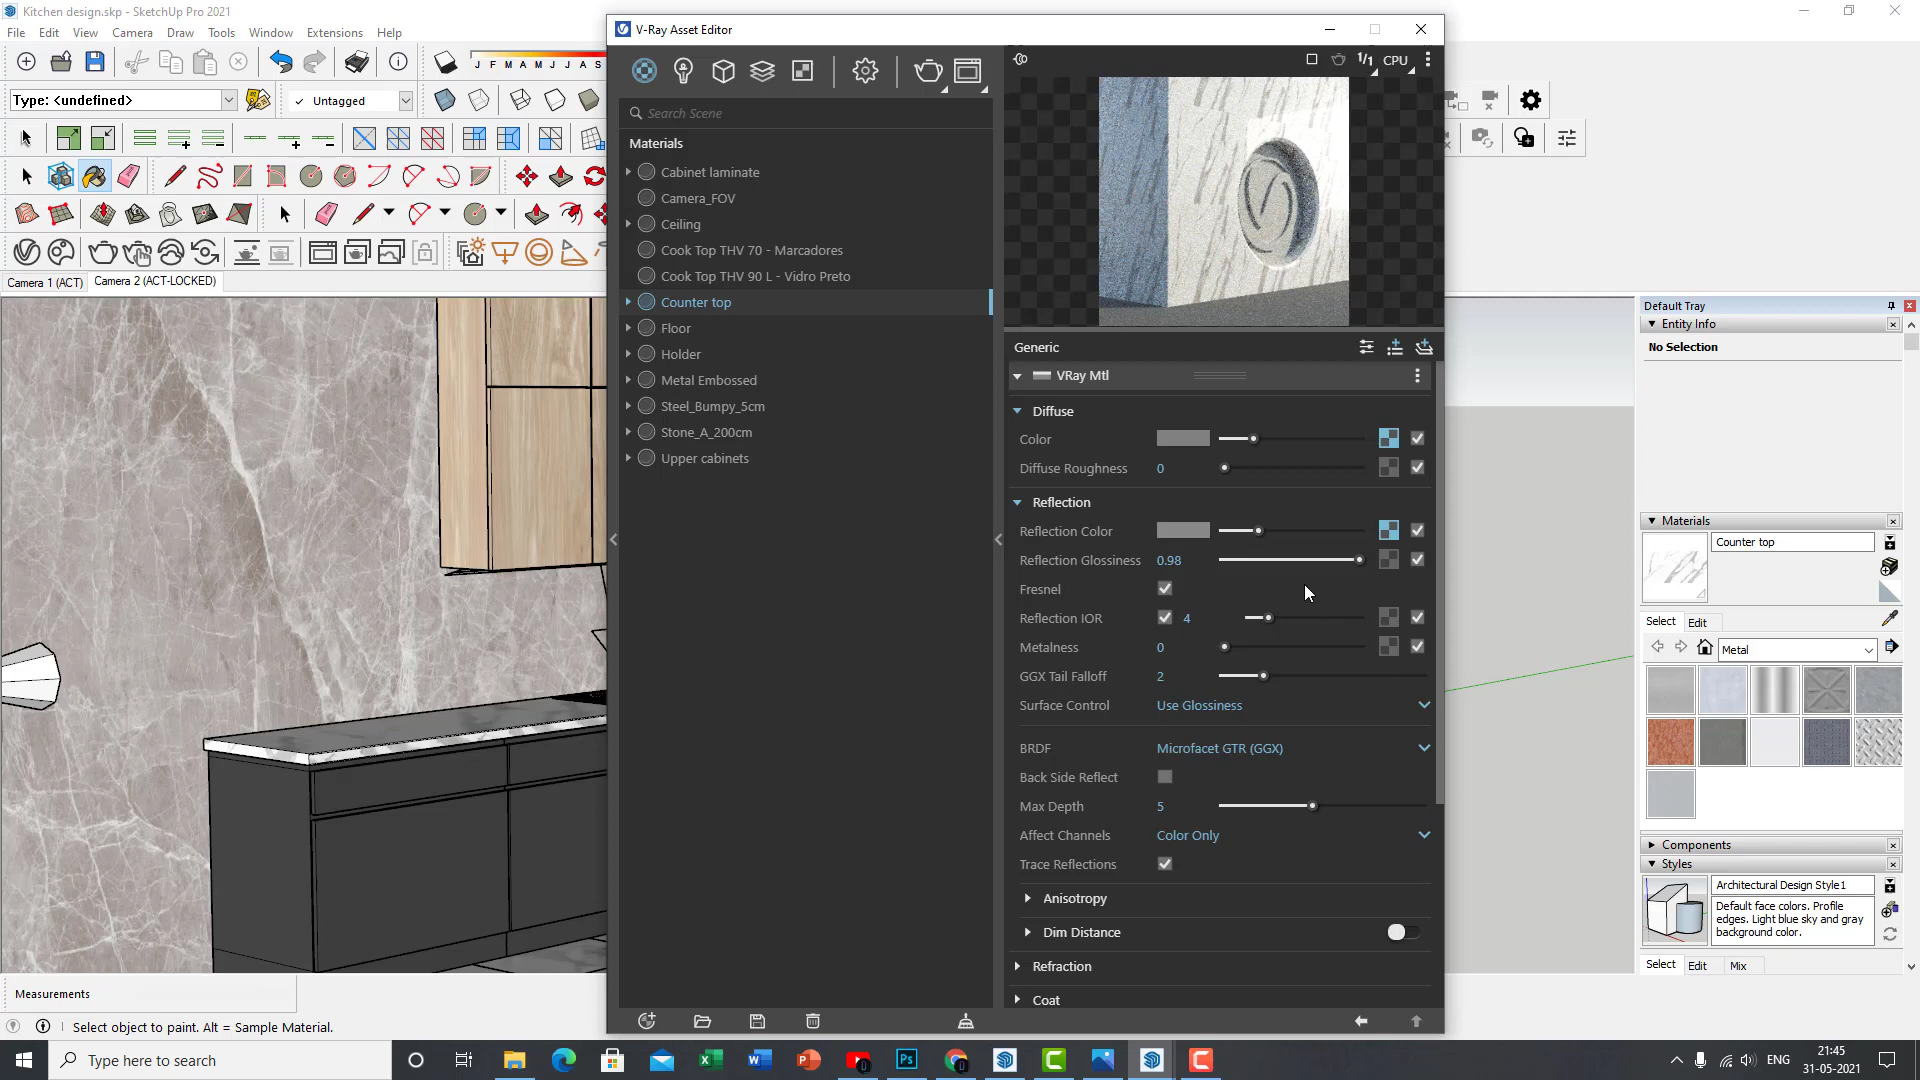 Kitchen design.skp - SketchUp Pro 2021
File Edit View Camera Draw Tools Window Extensions Help
J F M A M J J A S
Type: <undefined>
✓ Untagged
Camera 1 (ACT)
Camera 2 (ACT-LOCKED)
V-Ray Asset Editor
Search Scene
Materials
Cabinet laminate
Camera_FOV
Ceiling
Cook Top THV 70 - Marcadores
Cook Top THV 90 L - Vidro Preto
Counter top
Floor
Holder
Metal Embossed
Steel_Bumpy_5cm
Stone_A_200cm
Upper cabinets
1/1
CPU
Generic
VRay Mtl
Diffuse
Color
Diffuse Roughness 0
Reflection
Reflection Color
Reflection Glossiness 0.98
Fresnel
Reflection IOR 4
Metalness 0
GGX Tail Falloff 2
Surface Control Use Glossiness
BRDF Microfacet GTR (GGX)
Back Side Reflect
Max Depth 5
Affect Channels Color Only
Trace Reflections
Anisotropy
Dim Distance
Refraction
Coat
Default Tray
Entity Info
No Selection
Materials
Counter top
Select Edit
Metal
Components
Styles
Architectural Design Style1
Default face colors. Profile
edges. Light blue sky and gray
background color.
Select Edit Mix
Measurements
Select object to paint. Alt = Sample Material.
Type here to search
ENG
21:45
31-05-2021